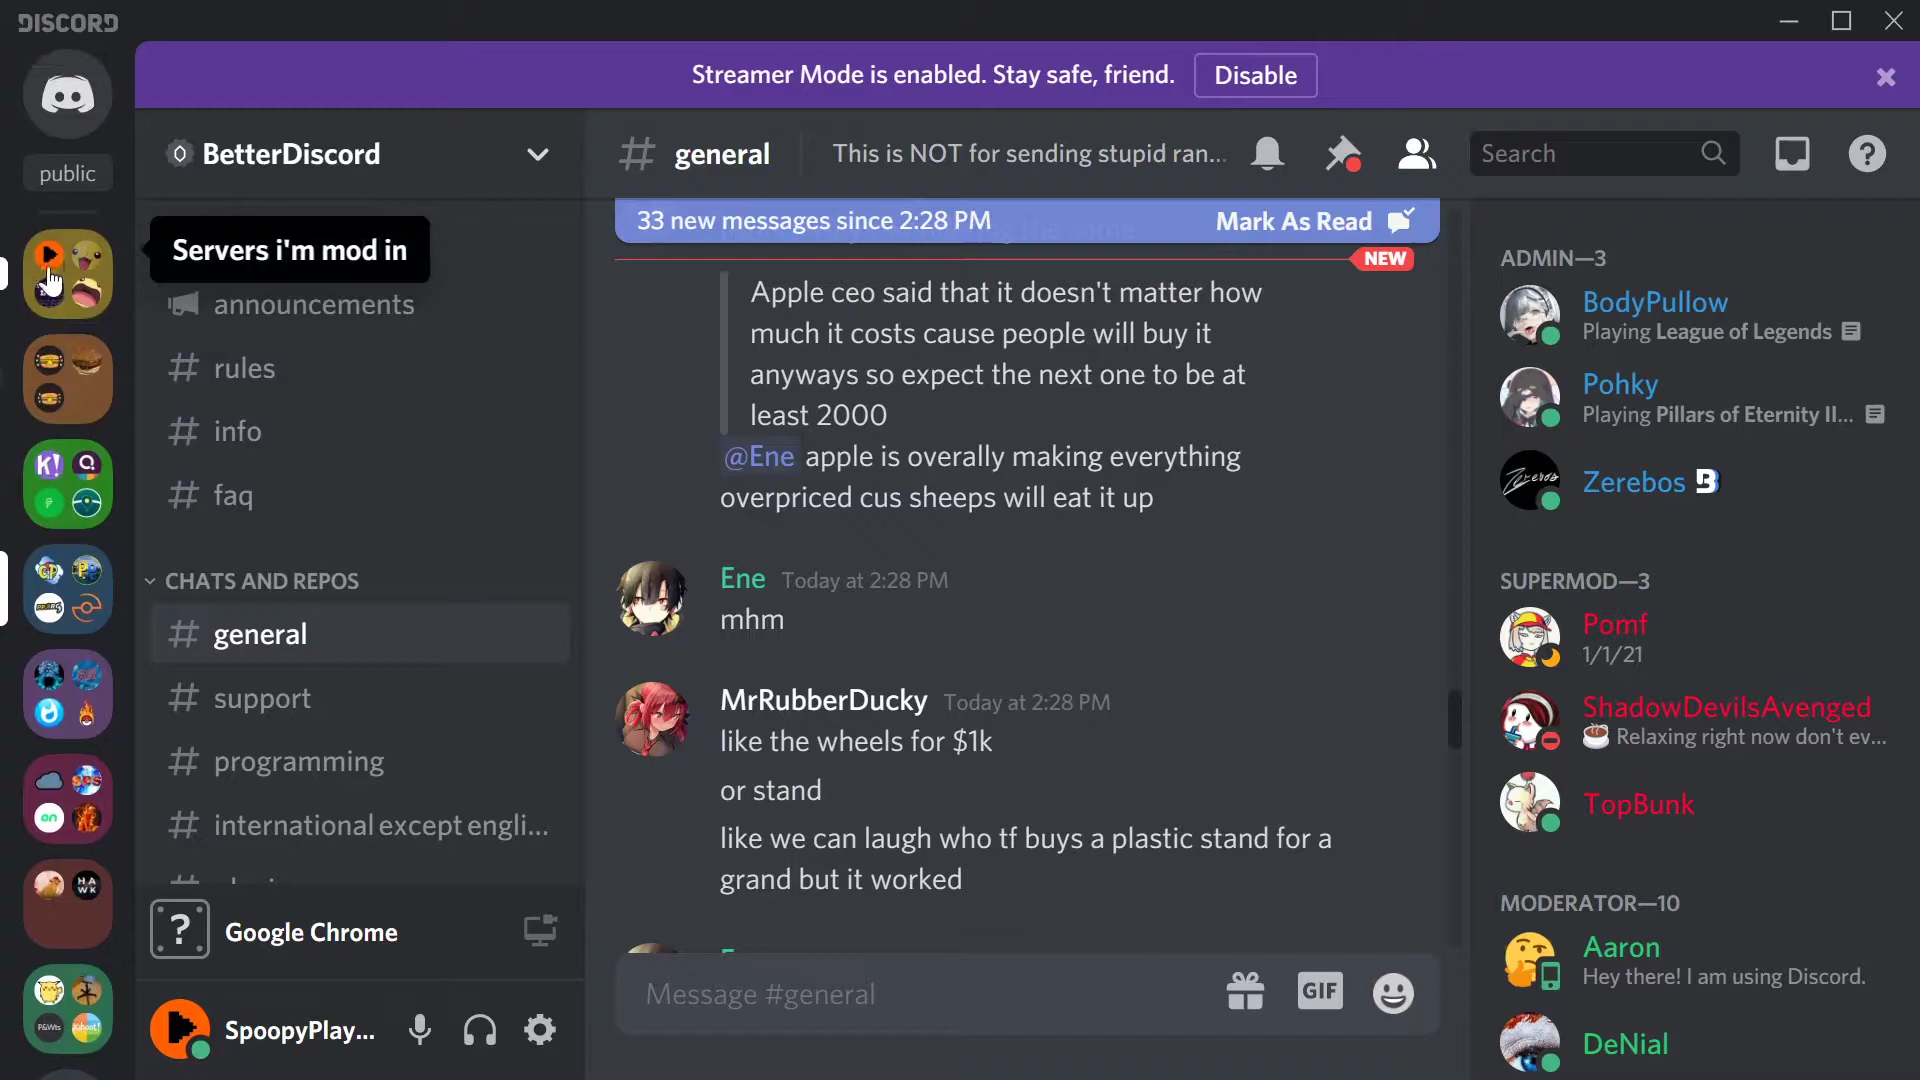 DISCORD
Streamer Mode is enabled. Stay safe, friend.
Disable
public
BetterDiscord
general
This is NOT for sending stupid ran...
Search
Servers i'm mod in
announcements
rules
info
faq
CHATS AND REPOS
general
support
programming
international except engli...
Google Chrome
SpoopyPlay...
33 new messages since 2:28 PM
Mark As Read
NEW
Apple ceo said that it doesn't matter how
much it costs cause people will buy it
anyways so expect the next one to be at
least 2000
@Ene apple is overally making everything
overpriced cus sheeps will eat it up
Ene Today at 2:28 PM
mhm
MrRubberDucky Today at 2:28 PM
like the wheels for $1k
or stand
like we can laugh who tf buys a plastic stand for a
grand but it worked
Message #general
GIF
ADMIN—3
BodyPullow
Playing League of Legends
Pohky
Playing Pillars of Eternity II...
Zerebos
SUPERMOD—3
Pomf
1/1/21
ShadowDevilsAvenged
Relaxing right now don't ev...
TopBunk
MODERATOR—10
Aaron
Hey there! I am using Discord.
DeNial